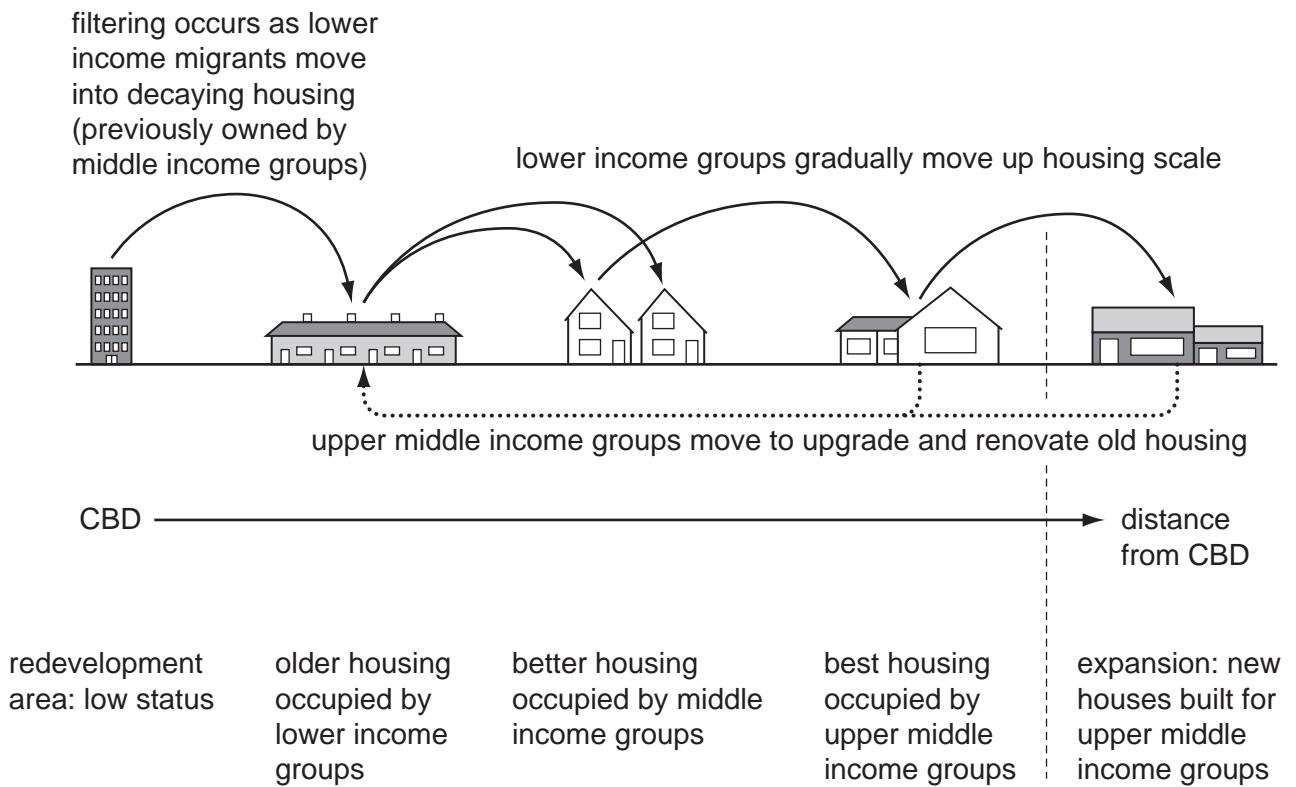 filtering occurs as lower
income migrants move
into decaying housing
(previously owned by
middle income groups)
lower income groups gradually move up housing scale
upper middle income groups move to upgrade and renovate old housing
CBD
distance
from CBD
redevelopment
area: low status
older housing
occupied by
lower income
groups
better housing
occupied by middle
income groups
best housing
occupied by
upper middle
income groups
expansion: new
houses built for
upper middle
income groups